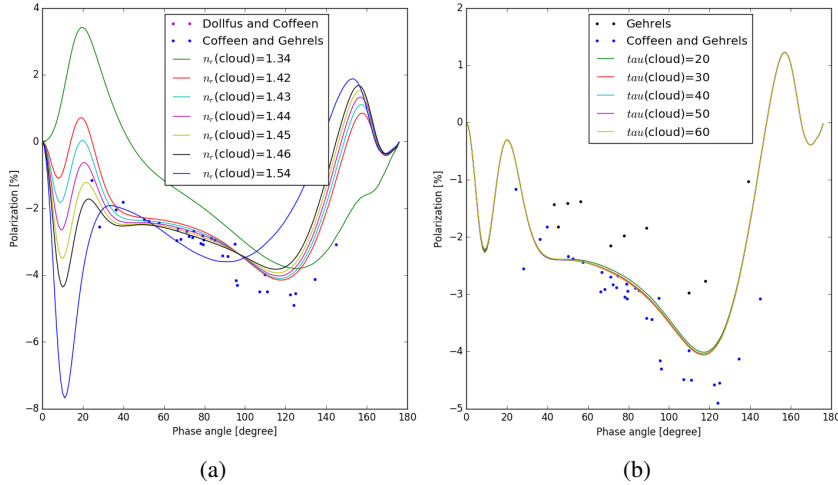 Dollfus and Coffeen
Coffeen and Gehrels
n_r(cloud)=1.34
n_r(cloud)=1.42
n_r(cloud)=1.43
n_r(cloud)=1.44
n_r(cloud)=1.45
n_r(cloud)=1.46
n_r(cloud)=1.54
4
2
0
−2
−4
−6
−8
Polarization [%]
0 20 40 60 80 100 120 140 160 180
Phase angle [degree]
(a)
Gehrels
Coffeen and Gehrels
tau(cloud)=20
tau(cloud)=30
tau(cloud)=40
tau(cloud)=50
tau(cloud)=60
2
1
0
−1
−2
−3
−4
−5
Polarization [%]
0 20 40 60 80 100 120 140 160 180
Phase angle [degree]
(b)